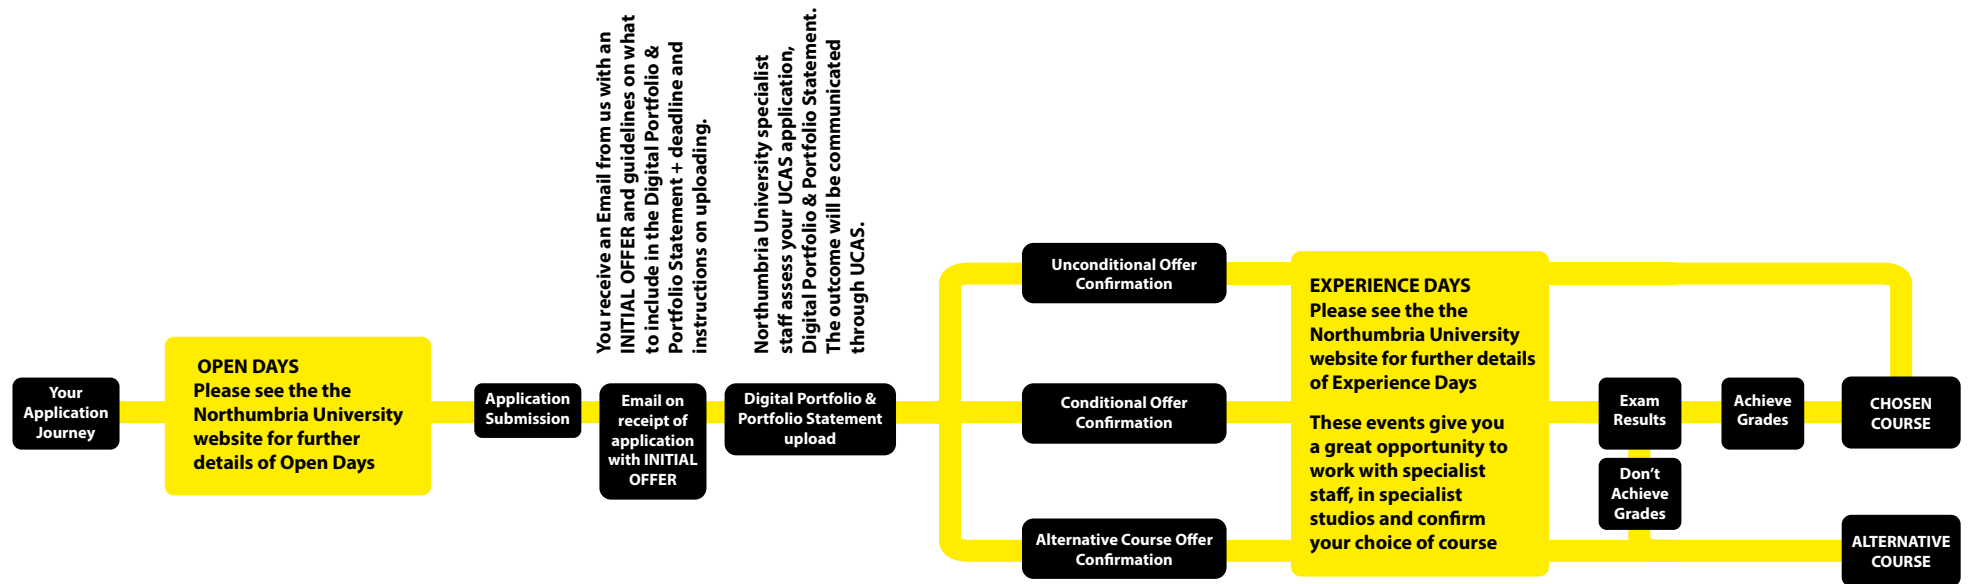 Your
Application
Journey
OPEN DAYS
Please see the the
Northumbria University
website for further
details of Open Days
Application
Submission
You receive an Email from us with an
INITIAL OFFER and guidelines on what
to include in the Digital Portfolio &
Portfolio Statement + deadline and
instructions on uploading.
Email on
receipt of
application
with INITIAL
OFFER
Northumbria University specialist
staff assess your UCAS application,
Digital Portfolio & Portfolio Statement.
The outcome will be communicated
through UCAS.
Digital Portfolio &
Portfolio Statement
upload
Unconditional Offer
Confirmation
Conditional Offer
Confirmation
Alternative Course Offer
Confirmation
EXPERIENCE DAYS
Please see the the
Northumbria University
website for further details
of Experience Days
These events give you
a great opportunity to
work with specialist
staff, in specialist
studios and confirm
your choice of course
Exam
Results
Don't
Achieve
Grades
Achieve
Grades
CHOSEN
COURSE
ALTERNATIVE
COURSE